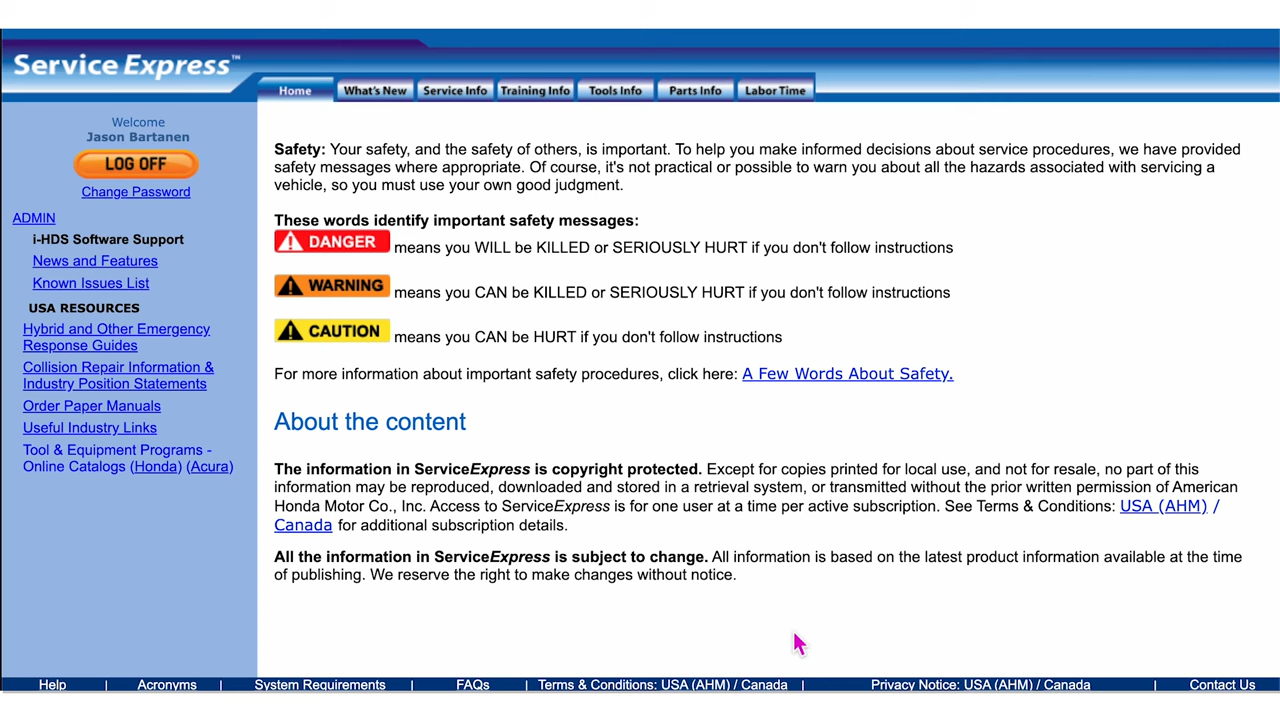 Service Express™
Home
What's New
Service Info
Training Info
Tools Info
Parts Info
Labor Time
Welcome
Jason Bartanen
LOG OFF
Change Password
ADMIN
i-HDS Software Support
News and Features
Known Issues List
USA RESOURCES
Hybrid and Other Emergency
Response Guides
Collision Repair Information &
Industry Position Statements
Order Paper Manuals
Useful Industry Links
Tool & Equipment Programs -
Online Catalogs (Honda) (Acura)
Safety: Your safety, and the safety of others, is important. To help you make informed decisions about service procedures, we have provided
safety messages where appropriate. Of course, it's not practical or possible to warn you about all the hazards associated with servicing a
vehicle, so you must use your own good judgment.
These words identify important safety messages:
DANGER means you WILL be KILLED or SERIOUSLY HURT if you don't follow instructions
WARNING means you CAN be KILLED or SERIOUSLY HURT if you don't follow instructions
CAUTION means you CAN be HURT if you don't follow instructions
For more information about important safety procedures, click here: A Few Words About Safety.
About the content
The information in ServiceExpress is copyright protected. Except for copies printed for local use, and not for resale, no part of this
information may be reproduced, downloaded and stored in a retrieval system, or transmitted without the prior written permission of American
Honda Motor Co., Inc. Access to ServiceExpress is for one user at a time per active subscription. See Terms & Conditions: USA (AHM) /
Canada for additional subscription details.
All the information in ServiceExpress is subject to change. All information is based on the latest product information available at the time
of publishing. We reserve the right to make changes without notice.
Help | Acronyms | System Requirements | FAQs | Terms & Conditions: USA (AHM) / Canada | Privacy Notice: USA (AHM) / Canada | Contact Us